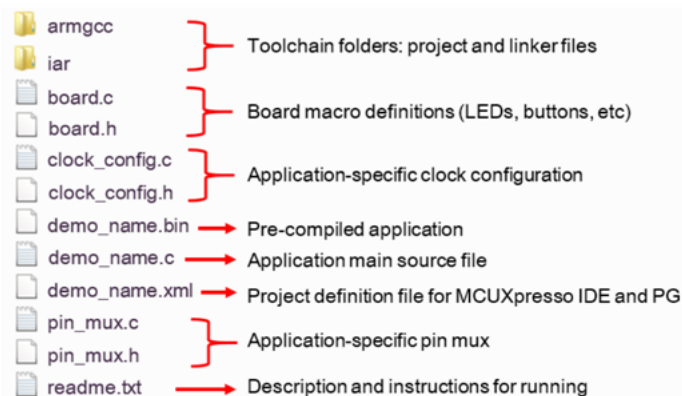 armgcc
iar
Toolchain folders: project and linker files
board.c
board.h
Board macro definitions (LEDs, buttons, etc)
clock_config.c
clock_config.h
Application-specific clock configuration
demo_name.bin
Pre-compiled application
demo_name.c
Application main source file
demo_name.xml
Project definition file for MCUXpresso IDE and PG
pin_mux.c
pin_mux.h
Application-specific pin mux
readme.txt
Description and instructions for running